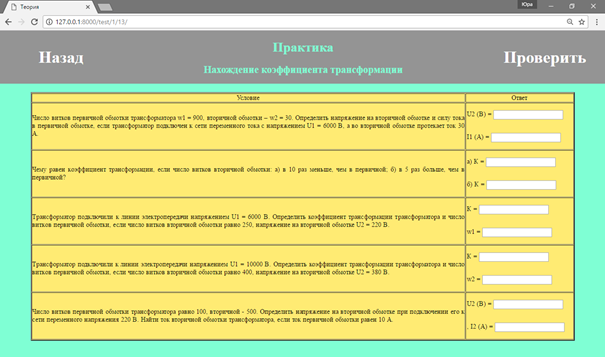 Теория
Юра
127.0.0.1:8000/test/1/13/
Назад
Практика
Нахождение коэффициента трансформации
Проверить
Условие
Ответ
Число витков первичной обмотки трансформатора w1 = 900, вторичной обмотки – w2 = 30. Определить напряжение на вторичной обмотке и силу тока
в первичной обмотке, если трансформатор подключен к сети переменного тока с напряжением U1 = 6000 В, а во вторичной обмотке протекает ток 30
А.
U2 (В) =
I1 (А) =
Чему равен коэффициент трансформации, если число витков вторичной обмотки: а) в 10 раз меньше, чем в первичной; б) в 5 раз больше, чем в
первичной?
а) К =
б) К =
Трансформатор подключили к линии электропередачи напряжением U1 = 6000 В. Определить коэффициент трансформации трансформатора и число
витков первичной обмотки, если число витков вторичной обмотки равно 250, напряжение на вторичной обмотке U2 = 220 В.
К =
w1 =
Трансформатор подключили к линии электропередачи напряжением U1 = 10000 В. Определить коэффициент трансформации трансформатора и число
витков первичной обмотки, если число витков вторичной обмотки равно 400, напряжение на вторичной обмотке U2 = 380 В.
К =
w2 =
Число витков первичной обмотки трансформатора равно 100, вторичной - 500. Определить напряжение на вторичной обмотке при подключении его к
сети переменного напряжения 220 В. Найти ток вторичной обмотки трансформатора, если ток первичной обмотки равен 10 А.
U2 (В) =
, I2 (А) =